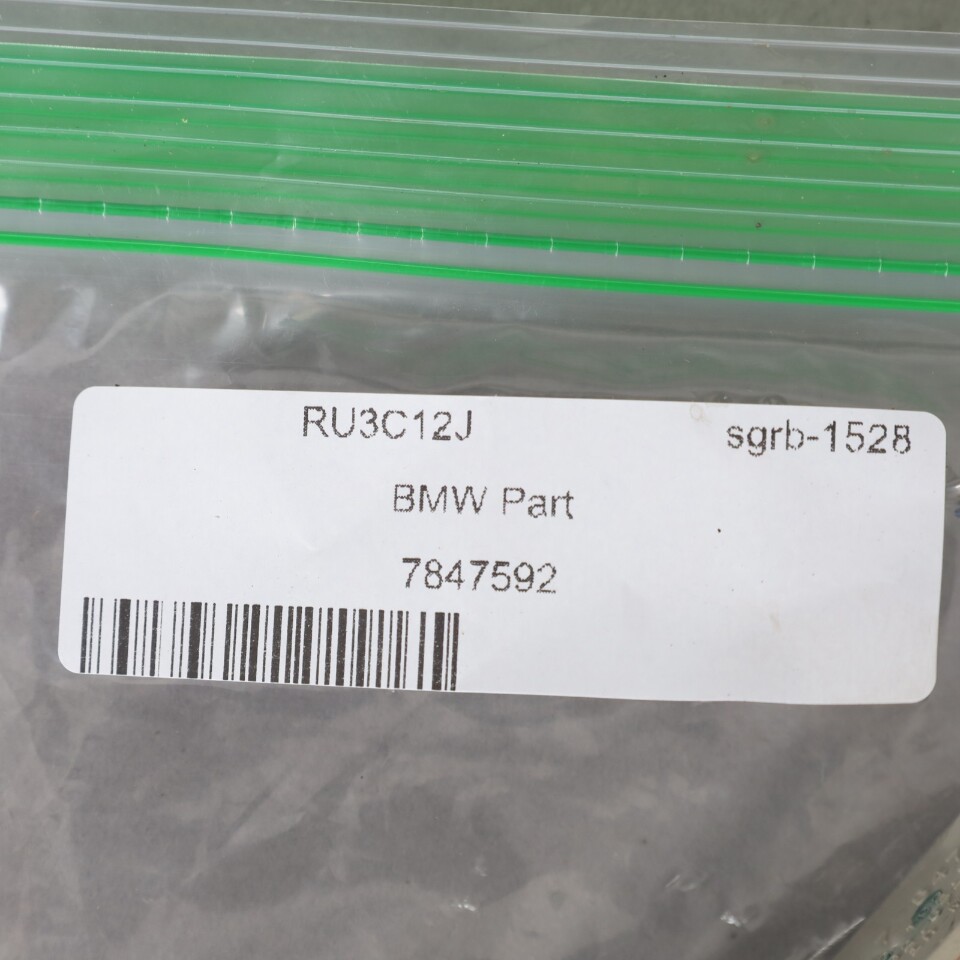 RU3C12J sgrb-1528
BMW Part
7847592